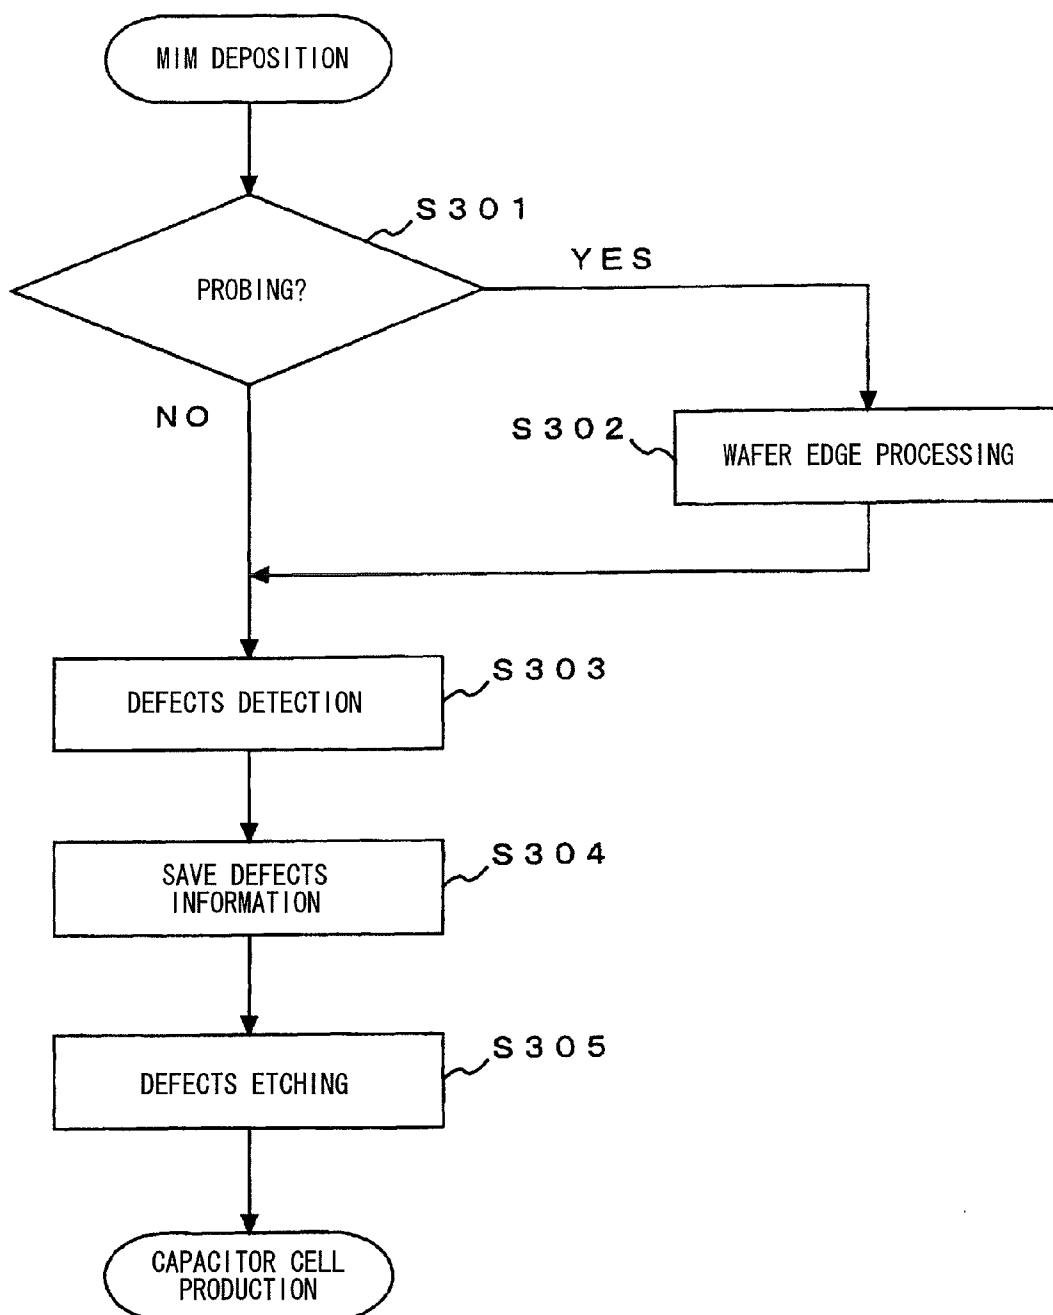 MIM DEPOSITION
S301
YES
PROBING?
NO
S302
WAFER EDGE PROCESSING
S303
DEFECTS DETECTION
S304
SAVE DEFECTS
INFORMATION
S305
DEFECTS ETCHING
CAPACITOR CELL
PRODUCTION